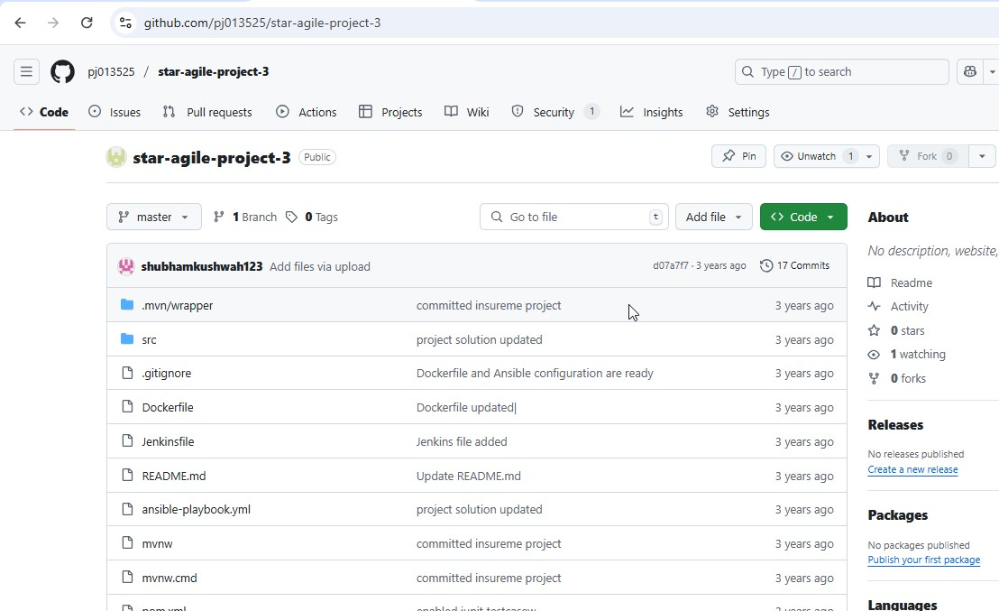 github.com/pj013525/star-agile-project-3
pj013525 / star-agile-project-3
Type / to search
Code Issues Pull requests Actions Projects Wiki Security 1 Insights Settings
star-agile-project-3 Public
Pin Unwatch 1 Fork 0
master 1 Branch 0 Tags Go to file t Add file Code
About
No description, website,
shubhamkushwah123 Add files via upload d07a7f7 · 3 years ago 17 Commits
.mvn/wrapper committed insureme project 3 years ago
src project solution updated 3 years ago
.gitignore Dockerfile and Ansible configuration are ready 3 years ago
Dockerfile Dockerfile updated| 3 years ago
Jenkinsfile Jenkins file added 3 years ago
README.md Update README.md 3 years ago
ansible-playbook.yml project solution updated 3 years ago
mvnw committed insureme project 3 years ago
mvnw.cmd committed insureme project 3 years ago
pom.xml enabled junit testcasew 3 years ago
Readme
Activity
0 stars
1 watching
0 forks
Releases
No releases published
Create a new release
Packages
No packages published
Publish your first package
Languages